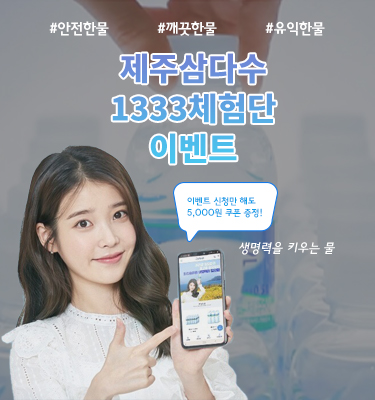 #안전한물 #깨끗한물 #유익한물
제주삼다수
1333체험단
이벤트
이벤트 신청만 해도
5,000원 쿠폰 증정!
생명력을 키우는 물